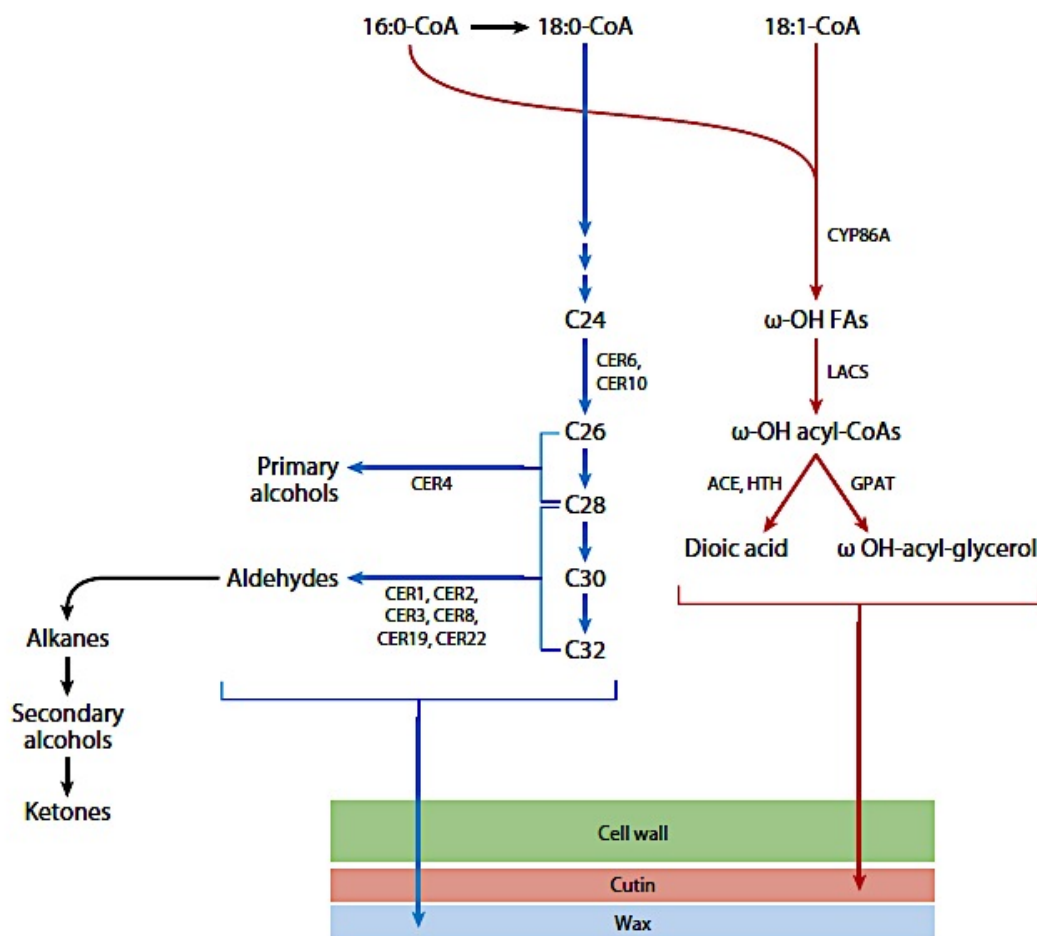 16:0-CoA
18:0-CoA
18:1-CoA
CYP86A
C24
ω-OH FAs
CER6,
CER10
LACS
C26
ω-OH acyl-CoAs
Primary
alcohols
CER4
ACE, HTH
GPAT
C28
Dioic acid
ω OH-acyl-glycerol
Aldehydes
C30
CER1, CER2,
CER3, CER8,
CER19, CER22
Alkanes
C32
Secondary
alcohols
Ketones
Cell wall
Cutin
Wax